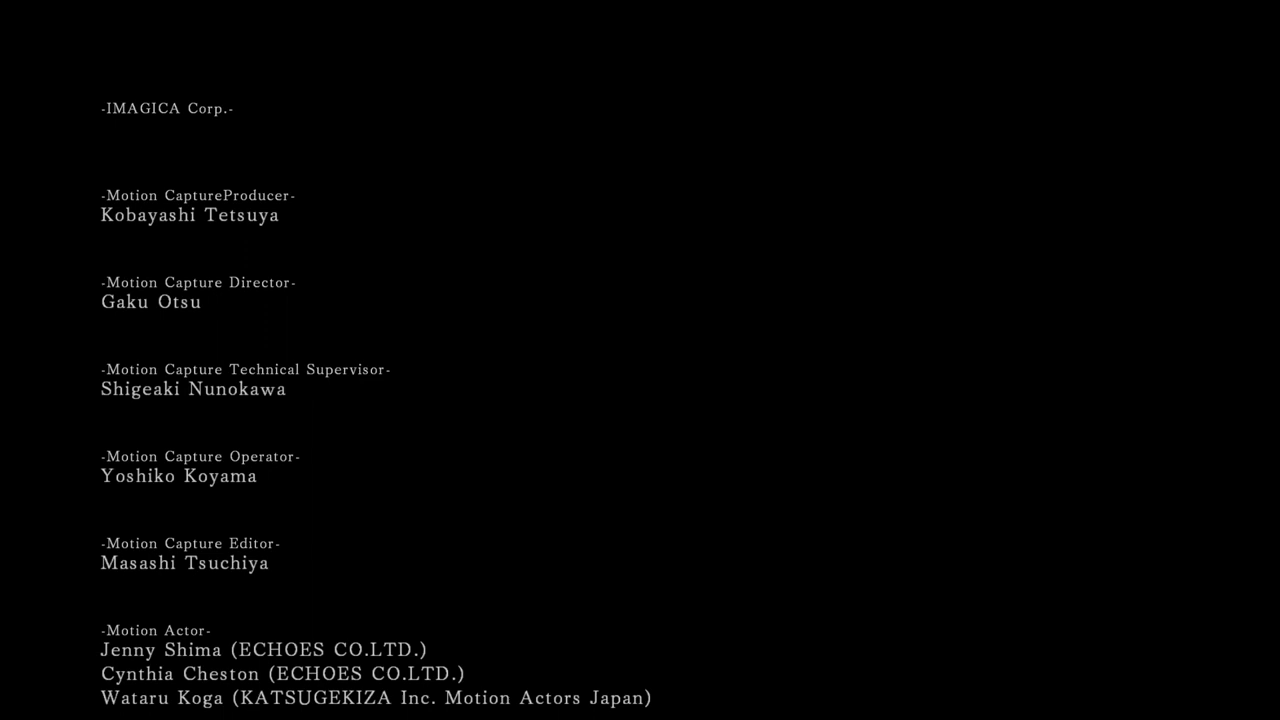 -IMAGICA Corp.-
-Motion CaptureProducer-
Kobayashi Tetsuya
-Motion Capture Director-
Gaku Otsu
-Motion Capture Technical Supervisor-
Shigeaki Nunokawa
-Motion Capture Operator-
Yoshiko Koyama
-Motion Capture Editor-
Masashi Tsuchiya
-Motion Actor-
Jenny Shima (ECHOES CO.LTD.)
Cynthia Cheston (ECHOES CO.LTD.)
Wataru Koga (KATSUGEKIZA Inc. Motion Actors Japan)